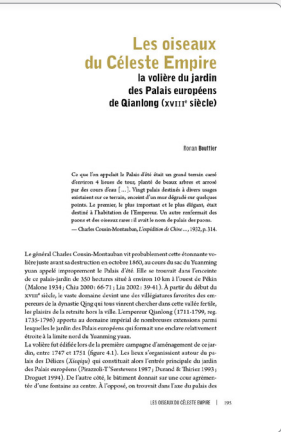 Les oiseaux
du Céleste Empire
la volière du jardin
des Palais européens
de Qianlong (XVIIIe siècle)
Ronan Bouttier
Ce que l'on appelait le Palais d'été était un grand terrain carré
d'environ 4 lieues de tour, planté de beaux arbres et arrosé
par des cours d'eau [...]. Vingt palais destinés à divers usages
existaient sur ce terrain, enceint d'un mur dégradé sur quelques
points. Le premier, le plus important et le plus élégant, était
destiné à l'habitation de l'Empereur. Un autre renfermait des
paons et des oiseaux rares : il avait le nom de palais des paons.
— Charles Cousin-Montauban, L'expédition de Chine…, 1932, p. 314.
Le général Charles Cousin-Montauban vit probablement cette étonnante vo-
lière juste avant sa destruction en octobre 1860, au cours du sac du Yuanming
yuan appelé improprement le Palais d'Été. Elle se trouvait dans l'enceinte
de ce palais-jardin de 350 hectares situé à environ 10 km à l'ouest de Pékin
(Malone 1934 ; Chiu 2000 : 66-71 ; Liu 2002 : 39-41). À partir du début du
XVIIIe siècle, le vaste domaine devint une des villégiatures favorites des em-
pereurs de la dynastie Qing qui tous vinrent chercher dans cette vallée fertile,
les plaisirs de la retraite hors la ville. L'empereur Qianlong (1711-1799, reg.
1735-1796) apporta au domaine impérial de nombreuses extensions parmi
lesquelles le jardin des Palais européens qui formait une enclave relativement
étroite à la limite nord du Yuanming yuan.
La volière fut édifiée lors de la première campagne d'aménagement de ce jar-
din, entre 1747 et 1751 (figure 4.1). Les lieux s'organisaient autour du pa-
lais des Délices (Xieqiqu) qui constituait alors l'entrée principale du jardin
des Palais européens (Pirazzoli-T'Serstevens 1987 ; Durand & Thiriez 1993 ;
Droguet 1994). De l'autre côté, le bâtiment donnait sur une cour agrémen-
tée d'une fontaine au centre. À l'opposé, on trouvait dans l'axe du palais des
LES OISEAUX DU CÉLESTE EMPIRE | 195